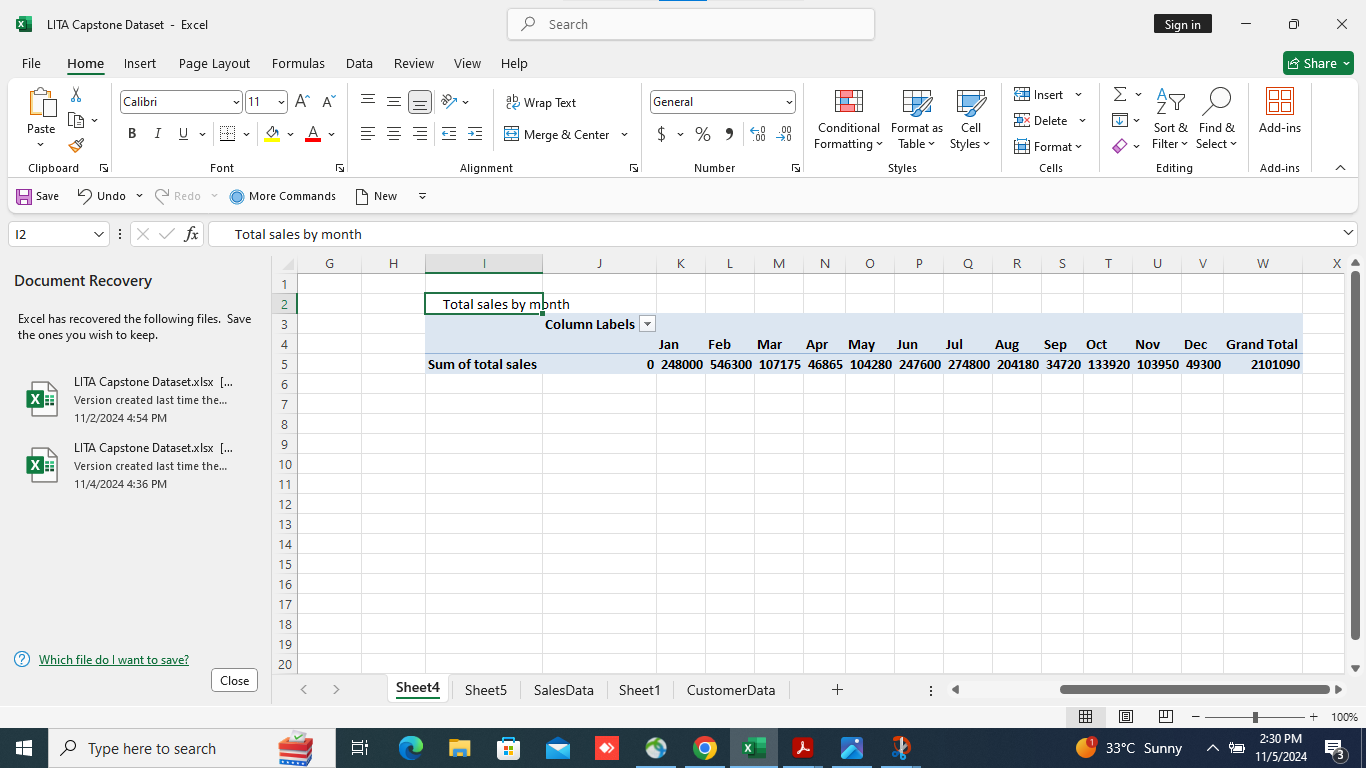 LITA Capstone Dataset - Excel
Search
Sign in
File Home Insert Page Layout Formulas Data Review View Help
Share
Paste
Clipboard
Calibri 11
B I U A
Font
ab Wrap Text
Merge & Center
Alignment
General
$ % 9
Number
Conditional Formatting
Format as Table
Cell Styles
Styles
Insert
Delete
Format
Cells
Sort & Filter
Find & Select
Editing
Add-ins
Add-ins
Save Undo Redo More Commands New
I2 fx Total sales by month
Document Recovery
Excel has recovered the following files. Save
the ones you wish to keep.
LITA Capstone Dataset.xlsx [...
Version created last time the...
11/2/2024 4:54 PM
LITA Capstone Dataset.xlsx [...
Version created last time the...
11/4/2024 4:36 PM
Which file do I want to save?
Close
G H I J K L M N O P Q R S T U V W X
1
2 Total sales by month
3 Column Labels
4 Jan Feb Mar Apr May Jun Jul Aug Sep Oct Nov Dec Grand Total
5 Sum of total sales 0 248000 546300 107175 46865 104280 247600 274800 204180 34720 133920 103950 49300 2101090
6
7
8
9
10
11
12
13
14
15
16
17
18
19
20
Sheet4 Sheet5 SalesData Sheet1 CustomerData
100%
Type here to search
1
33°C Sunny
2:30 PM
11/5/2024
3